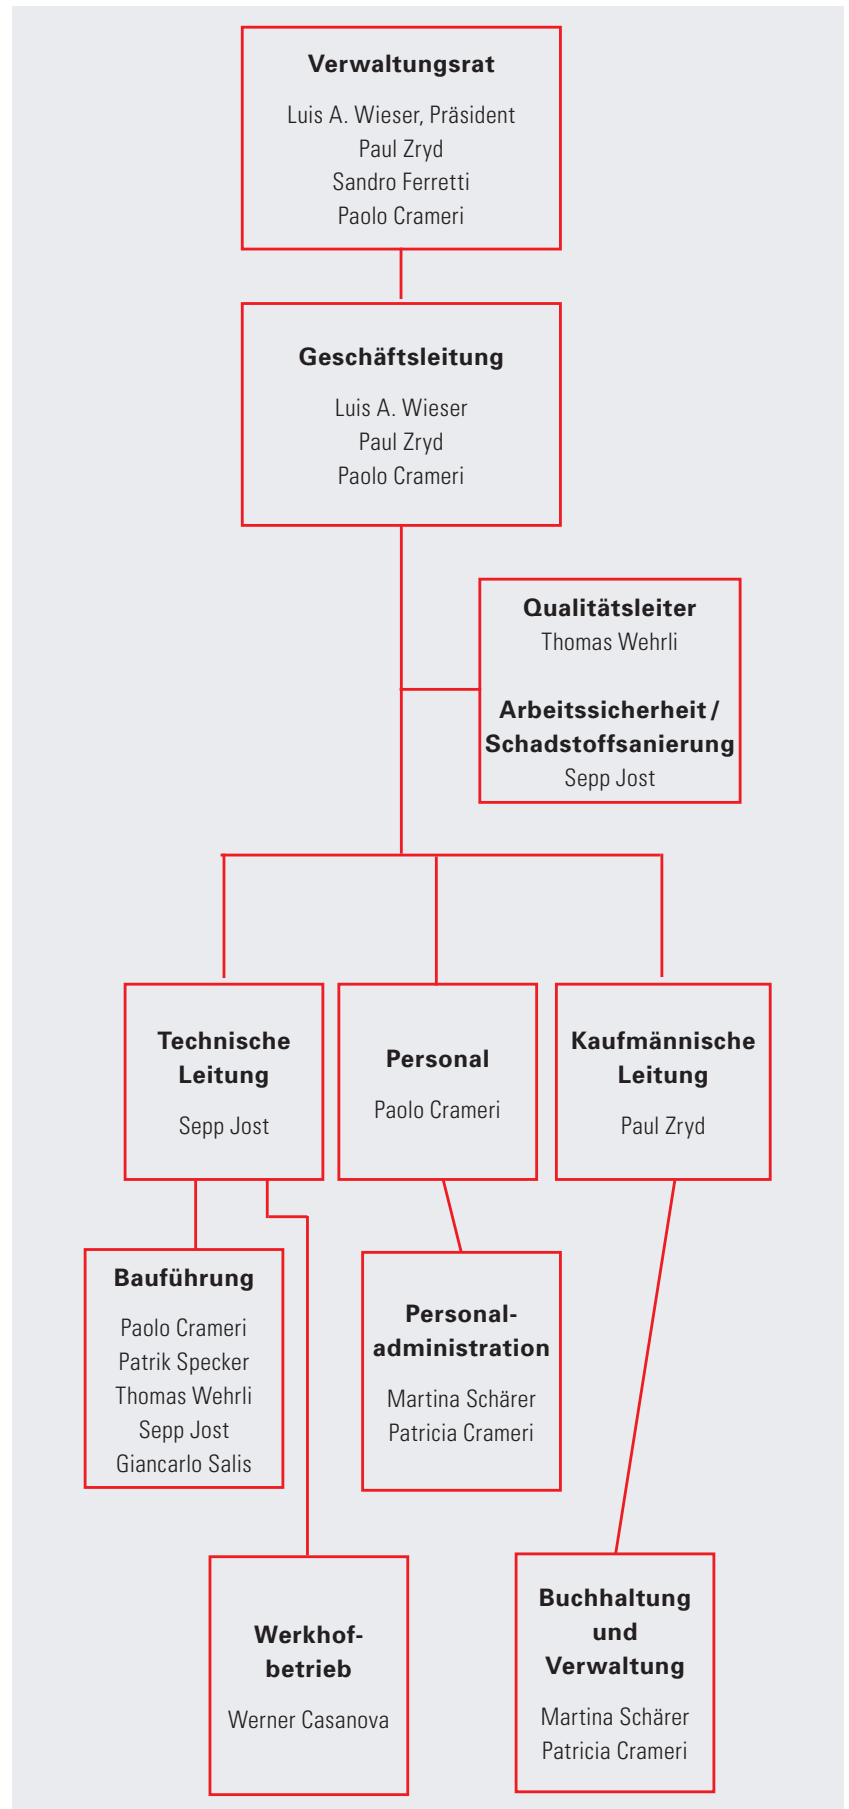 Verwaltungsrat
Luis A. Wieser, Präsident
Paul Zryd
Sandro Ferretti
Paolo Crameri
Geschäftsleitung
Luis A. Wieser
Paul Zryd
Paolo Crameri
Qualitätsleiter
Thomas Wehrli
Arbeitssicherheit /
Schadstoffsanierung
Sepp Jost
Technische
Leitung
Sepp Jost
Personal
Paolo Crameri
Kaufmännische
Leitung
Paul Zryd
Bauführung
Paolo Crameri
Patrik Specker
Thomas Wehrli
Sepp Jost
Giancarlo Salis
Personal-
administration
Martina Schärer
Patricia Crameri
Werkhof-
betrieb
Werner Casanova
Buchhaltung
und
Verwaltung
Martina Schärer
Patricia Crameri